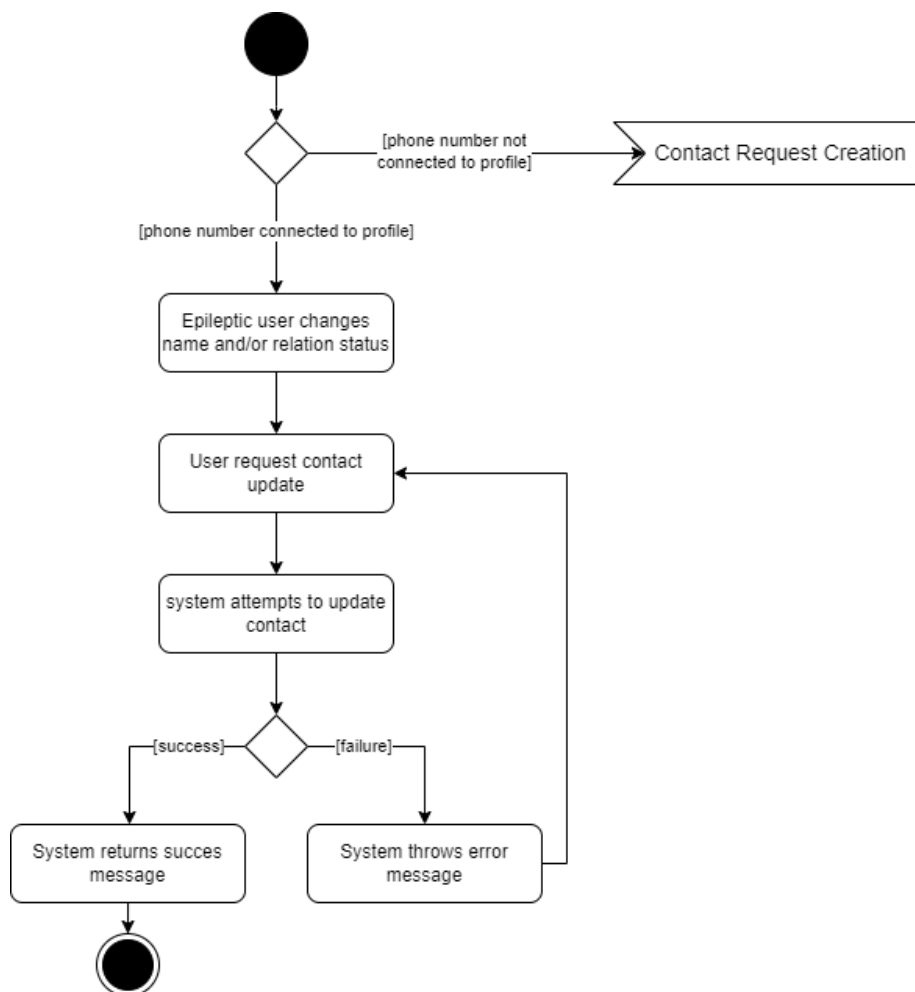 [phone number not
connected to profile]
Contact Request Creation
[phone number connected to profile]
Epileptic user changes
name and/or relation status
User request contact
update
system attempts to update
contact
[success]
[failure]
System returns succes
message
System throws error
message